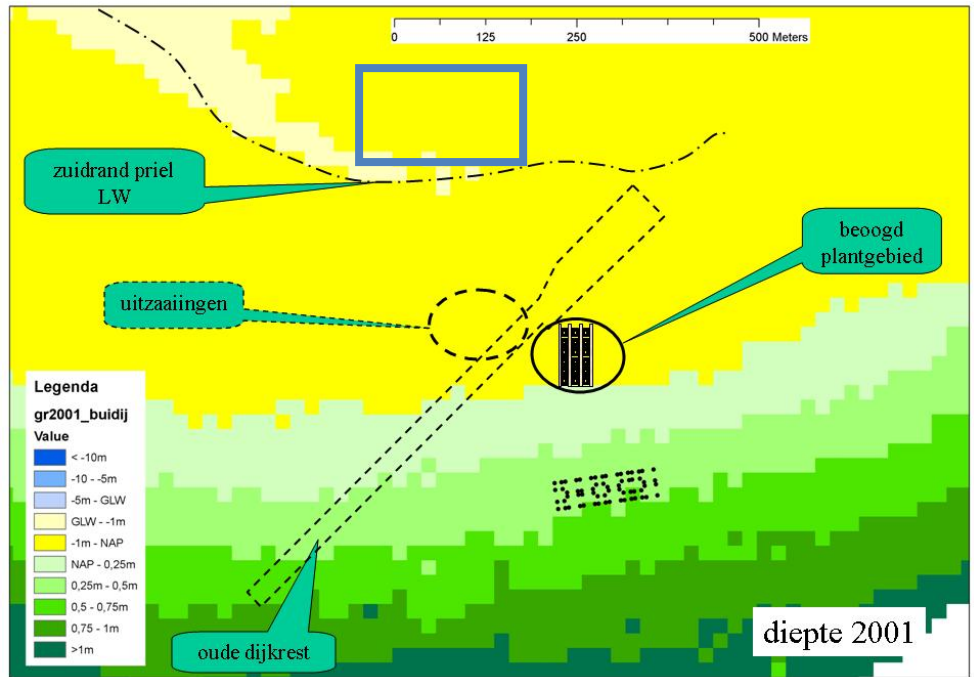 0 125 250 500 Meters
zuidrand priel
LW
beoogd
plantgebied
uitzaaiingen
Legenda
gr2001_buidij
Value
< -10m
-10 - -5m
-5m - GLW
GLW - -1m
-1m - NAP
NAP - 0,25m
0,25m - 0,5m
0,5 - 0,75m
0,75 - 1m
>1m
oude dijkrest
diepte 2001